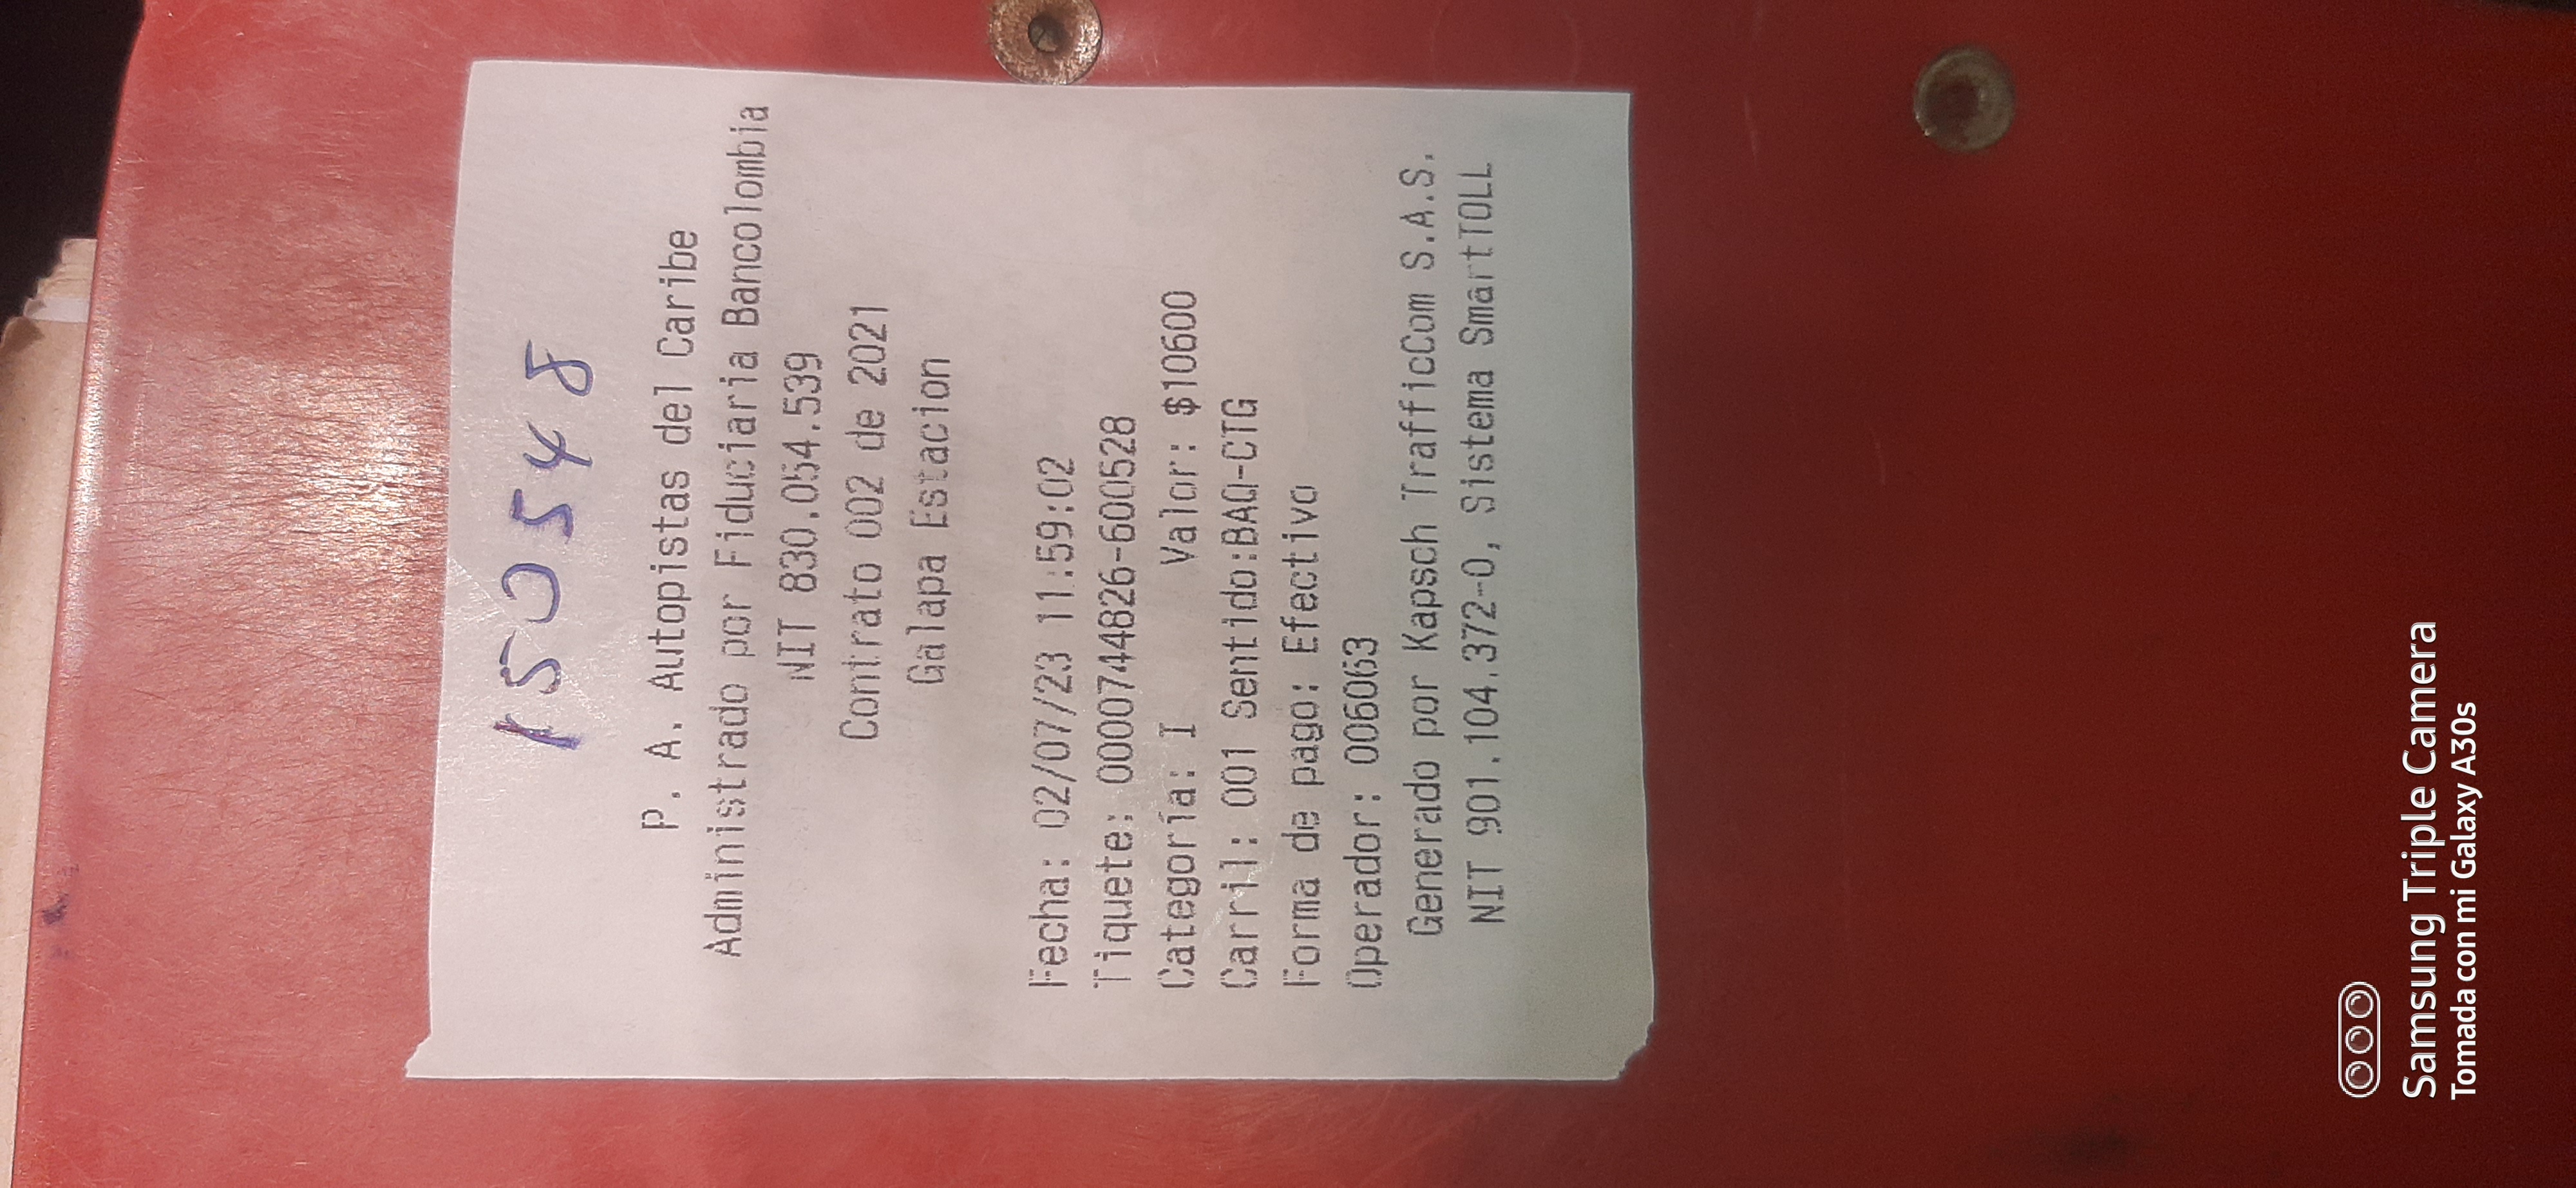 150548
P. A. Autopistas del Caribe
Administrado por Fiduciaria Bancolombia
NIT 830.054.539
Contrato 002 de 2021
Galapa Estacion
Fecha: 02/07/23 11:59:02
Tiquete: 0000744826-600528
Categoría: I Valor: $10600
Carril: 001 Sentido:BAQ-CTG
Forma de pago: Efectivo
Operador: 006063
Generado por Kapsch TrafficCom S.A.S.
NIT 901.104.372-0, Sistema SmartTOLL
Samsung Triple Camera
Tomada con mi Galaxy A30s